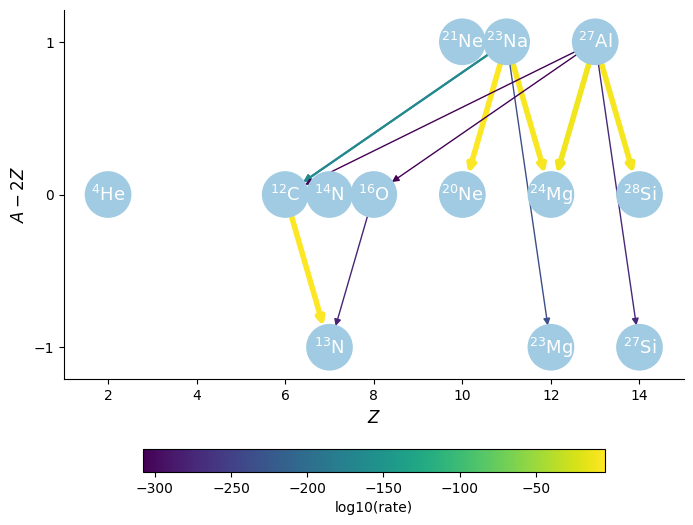 1
²¹Ne ²³Na ²⁷Al
A − 2Z
0
⁴He ¹²C ¹⁴N ¹⁶O ²⁰Ne ²⁴Mg ²⁸Si
−1
¹³N ²³Mg ²⁷Si
2 4 6 8 10 12 14
Z
−300 −250 −200 −150 −100 −50
log10(rate)